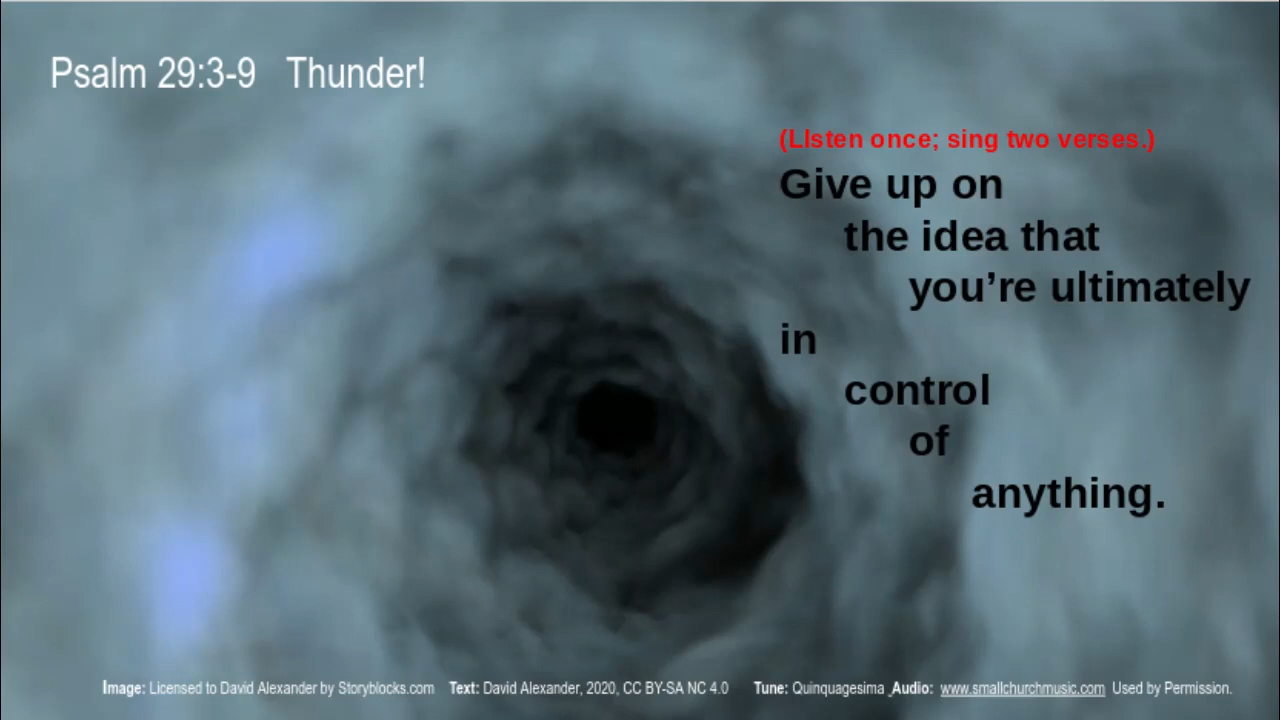 Psalm 29:3-9 Thunder!
(LIsten once; sing two verses.)
Give up on
the idea that
you’re ultimately
in
control
of
anything.
Image: Licensed to David Alexander by Storyblocks.com Text: David Alexander, 2020, CC BY-SA NC 4.0 Tune: Quinquagesima Audio: www.smallchurchmusic.com Used by Permission.